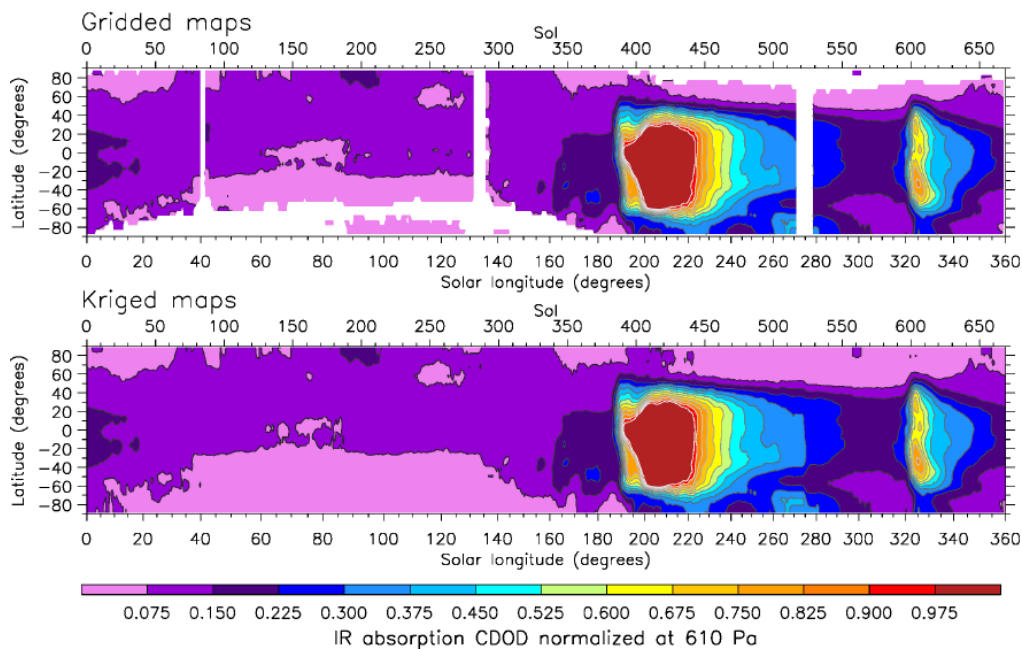 Gridded maps
Sol
0 50 100 150 200 250 300 350 400 450 500 550 600 650
Latitude (degrees)
80
60
40
20
0
−20
−40
−60
−80
0 20 40 60 80 100 120 140 160 180 200 220 240 260 280 300 320 340 360
Solar longitude (degrees)
Kriged maps
Sol
0 50 100 150 200 250 300 350 400 450 500 550 600 650
Latitude (degrees)
80
60
40
20
0
−20
−40
−60
−80
0 20 40 60 80 100 120 140 160 180 200 220 240 260 280 300 320 340 360
Solar longitude (degrees)
0.075 0.150 0.225 0.300 0.375 0.450 0.525 0.600 0.675 0.750 0.825 0.900 0.975
IR absorption CDOD normalized at 610 Pa